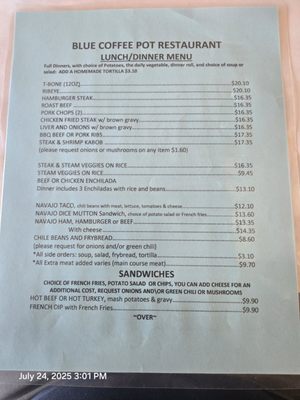 BLUE COFFEE POT RESTAURANT
LUNCH/DINNER MENU
Full Dinners, with choice of Potatoes, the daily vegetable, dinner roll, and choice of soup or
salad: ADD A HOMEMADE TORTILLA $3.10
T-BONE (12OZ) $20.10
RIBEYE $20.10
HAMBURGER STEAK $16.35
ROAST BEEF $16.35
PORK CHOPS (2) $16.35
CHICKEN FRIED STEAK w/ brown gravy $16.35
LIVER AND ONIONS w/ brown gravy $16.35
BBQ BEEF OR PORK RIBS $17.35
STEAK & SHRIMP KABOB $17.35
(please request onions or mushrooms on any item $1.60)
STEAK & STEAM VEGGIES ON RICE $16.35
STEAM VEGGIES ON RICE $9.45
BEEF OR CHICKEN ENCHILADA
Dinner includes 3 Enchiladas with rice and beans $13.10
NAVAJO TACO, chili beans with meat, lettuce, tomatoes & cheese $12.10
NAVAJO DICE MUTTON Sandwich, choice of potato salad or French fries $13.60
NAVAJO HAM, HAMBURGER or BEEF $13.35
With cheese $14.35
CHILE BEANS AND FRYBREAD $8.60
(please request for onions and/or green chili)
*All side orders: soup, salad, frybread, tortilla $3.10
*All Extra meat added varies (main course meat) $9.70
SANDWICHES
CHOICE OF FRENCH FRIES, POTATO SALAD OR CHIPS, YOU CAN ADD CHEESE FOR AN
ADDITIONAL COST, REQUEST ONIONS AND/OR GREEN CHILI OR MUSHROOMS
HOT BEEF OR HOT TURKEY, mash potatoes & gravy $9.90
FRENCH DIP with French Fries $9.90
~OVER~
July 24, 2025 3:01 PM